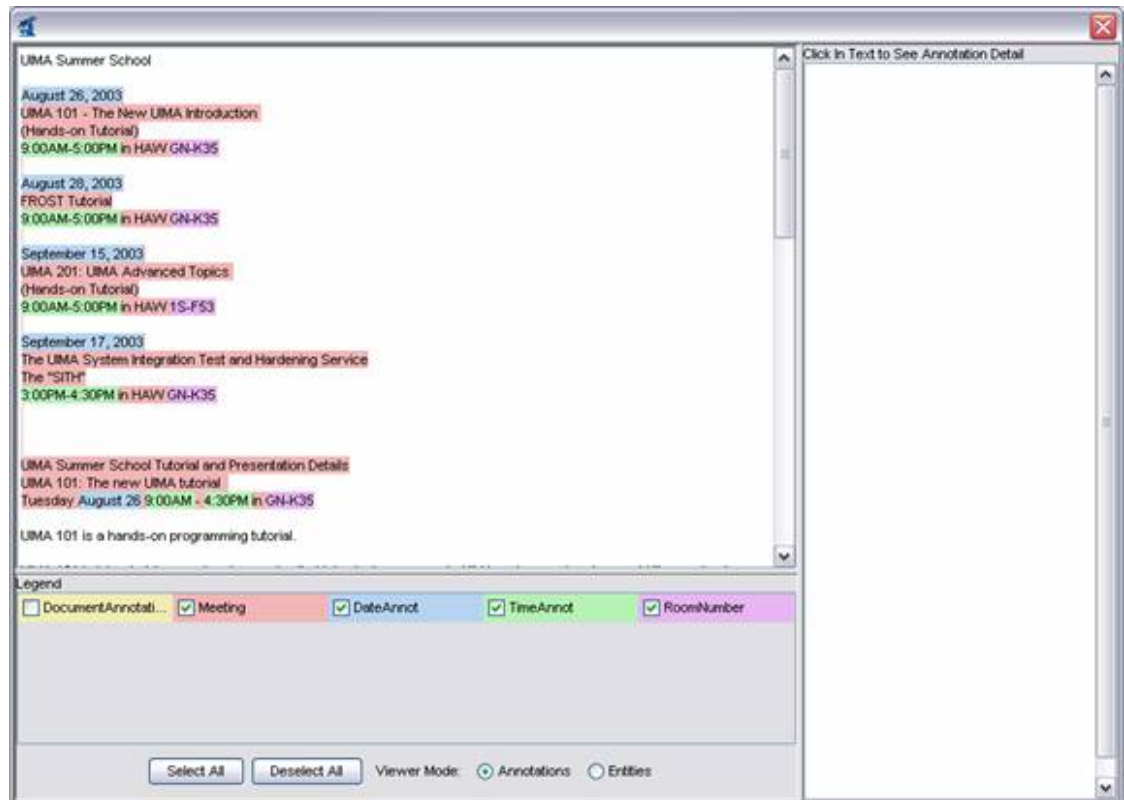 UIMA Summer School
August 26, 2003
UIMA 101 - The New UIMA Introduction
(Hands-on Tutorial)
9:00AM-5:00PM in HAW GN-K35
August 28, 2003
FROST Tutorial
9:00AM-5:00PM in HAW GN-K35
September 15, 2003
UIMA 201: UIMA Advanced Topics
(Hands-on Tutorial)
9:00AM-5:00PM in HAW 1S-F53
September 17, 2003
The UIMA System Integration Test and Hardening Service
The "SITH"
3:00PM-4:30PM in HAW GN-K35
UIMA Summer School Tutorial and Presentation Details
UIMA 101: The new UIMA tutorial
Tuesday August 26 9:00AM - 4:30PM in GN-K35
UIMA 101 is a hands-on programming tutorial.
Legend
DocumentAnnotati... Meeting DateAnnot TimeAnnot RoomNumber
Select All Deselect All Viewer Mode: Annotations Entities
Click In Text to See Annotation Detail